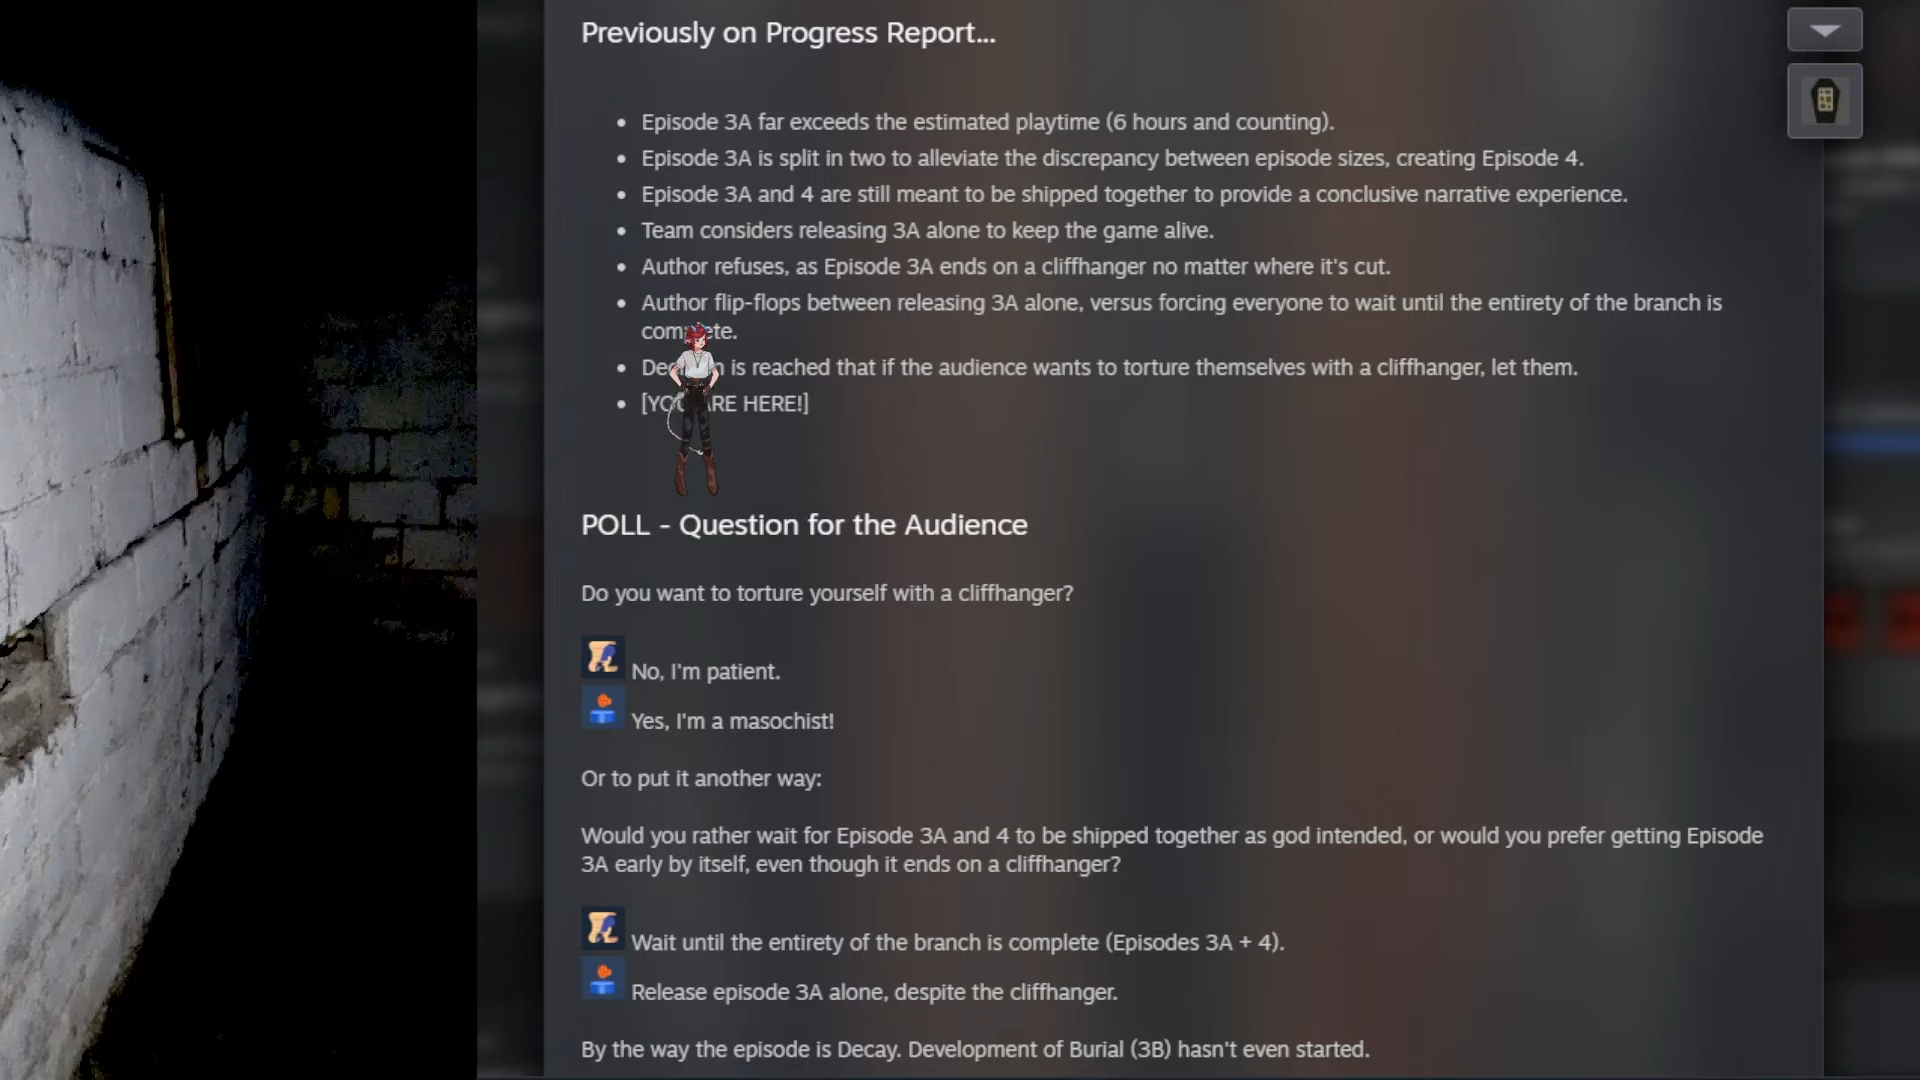 Previously on Progress Report...
Episode 3A far exceeds the estimated playtime (6 hours and counting).
Episode 3A is split in two to alleviate the discrepancy between episode sizes, creating Episode 4.
Episode 3A and 4 are still meant to be shipped together to provide a conclusive narrative experience.
Team considers releasing 3A alone to keep the game alive.
Author refuses, as Episode 3A ends on a cliffhanger no matter where it's cut.
Author flip-flops between releasing 3A alone, versus forcing everyone to wait until the entirety of the branch is
complete.
is reached that if the audience wants to torture themselves with a cliffhanger, let them.
[YOU ARE HERE!]
POLL - Question for the Audience
Do you want to torture yourself with a cliffhanger?
No, I'm patient.
Yes, I'm a masochist!
Or to put it another way:
Would you rather wait for Episode 3A and 4 to be shipped together as god intended, or would you prefer getting Episode
3A early by itself, even though it ends on a cliffhanger?
Wait until the entirety of the branch is complete (Episodes 3A + 4).
Release episode 3A alone, despite the cliffhanger.
By the way the episode is Decay. Development of Burial (3B) hasn't even started.